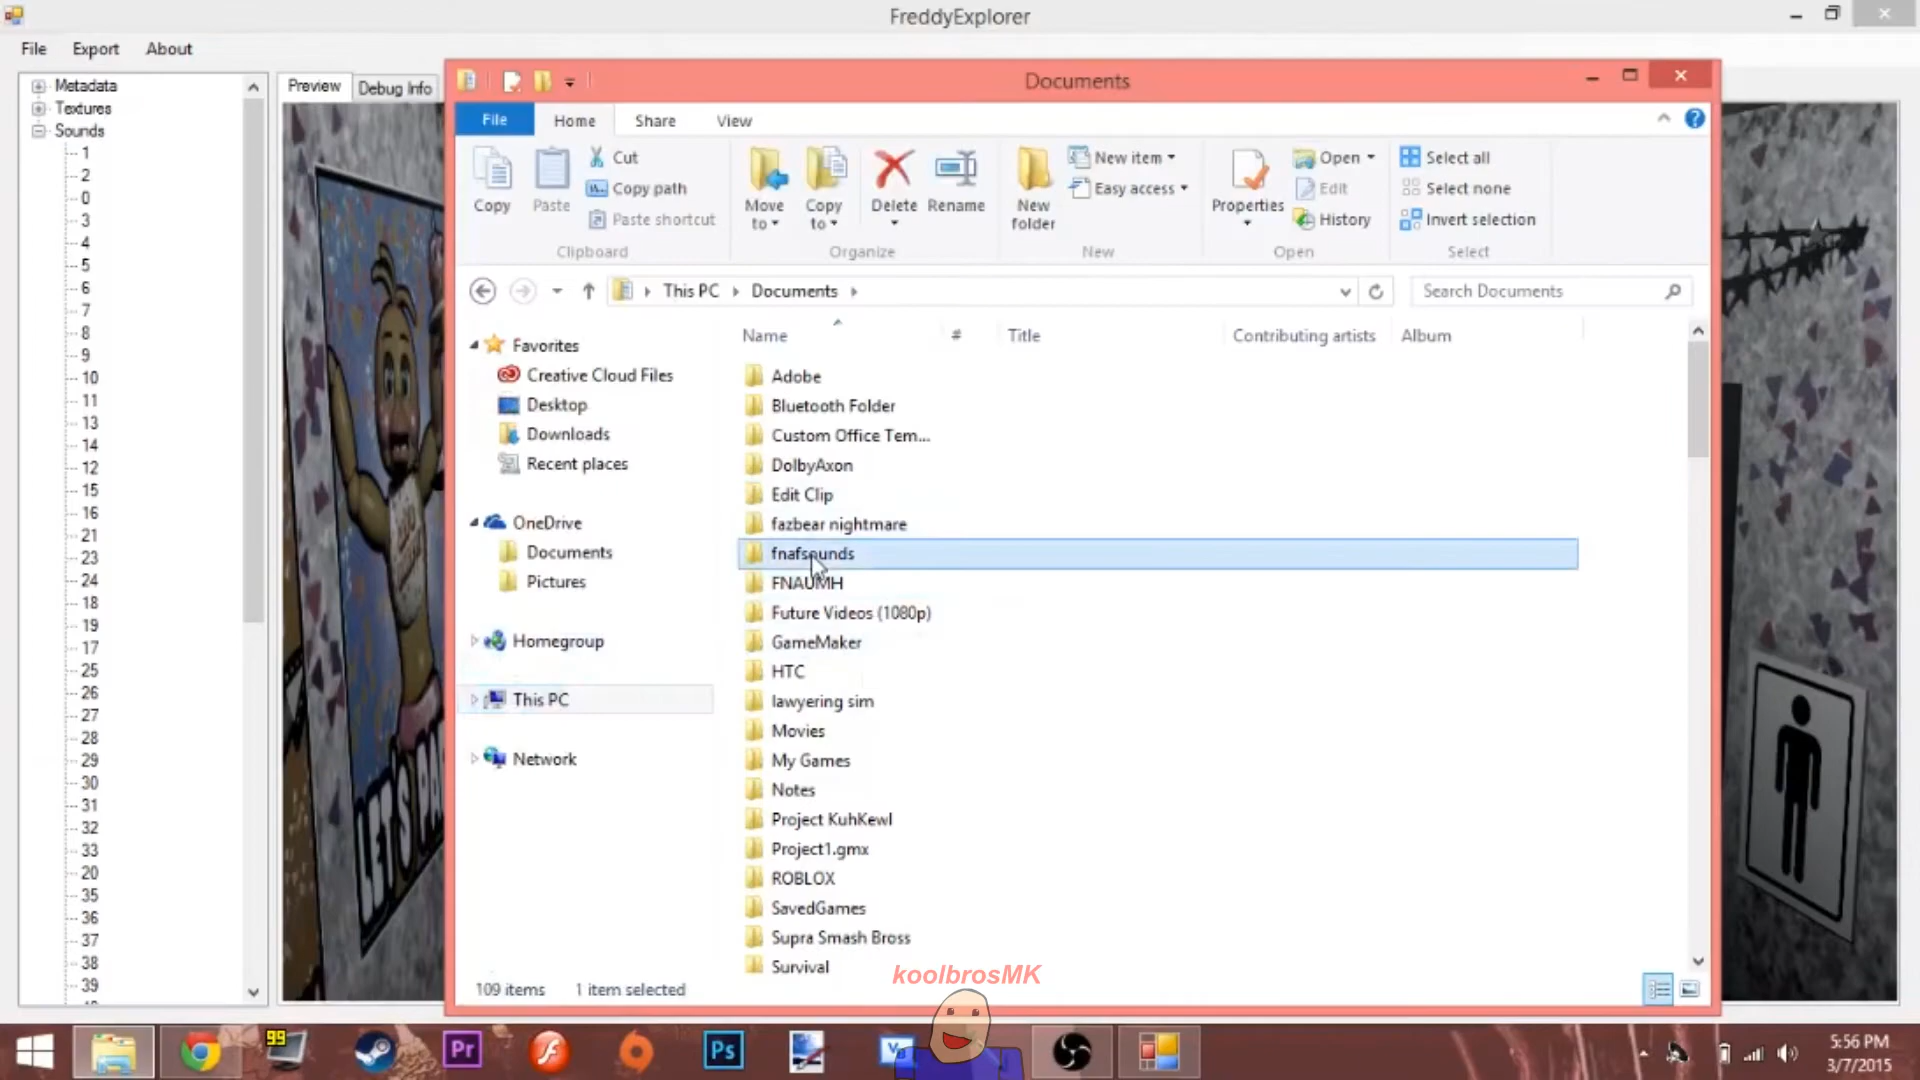 FreddyExplorer
File Export About
Metadata
Textures
Sounds
1
2
0
3
4
5
6
7
8
9
10
11
13
14
12
15
16
21
23
24
18
19
17
25
26
27
28
29
30
31
32
33
20
35
36
37
38
39
Preview Debug Info
LET'S PA
Documents
File Home Share View
Copy
Paste
Cut
Copy path
Paste shortcut
Clipboard
Move to
Copy to
Delete
Rename
Organize
New folder
New item
Easy access
New
Properties
Open
Edit
History
Open
Select all
Select none
Invert selection
Select
This PC Documents
Search Documents
Favorites
Creative Cloud Files
Desktop
Downloads
Recent places
OneDrive
Documents
Pictures
Homegroup
This PC
Network
Name # Title Contributing artists Album
Adobe
Bluetooth Folder
Custom Office Tem...
DolbyAxon
Edit Clip
fazbear nightmare
fnafsounds
FNAUMH
Future Videos (1080p)
GameMaker
HTC
lawyering sim
Movies
My Games
Notes
Project KuhKewl
Project1.gmx
ROBLOX
SavedGames
Supra Smash Bross
Survival
109 items 1 item selected
koolbrosMK
99
Pr
Ps
5:56 PM
3/7/2015